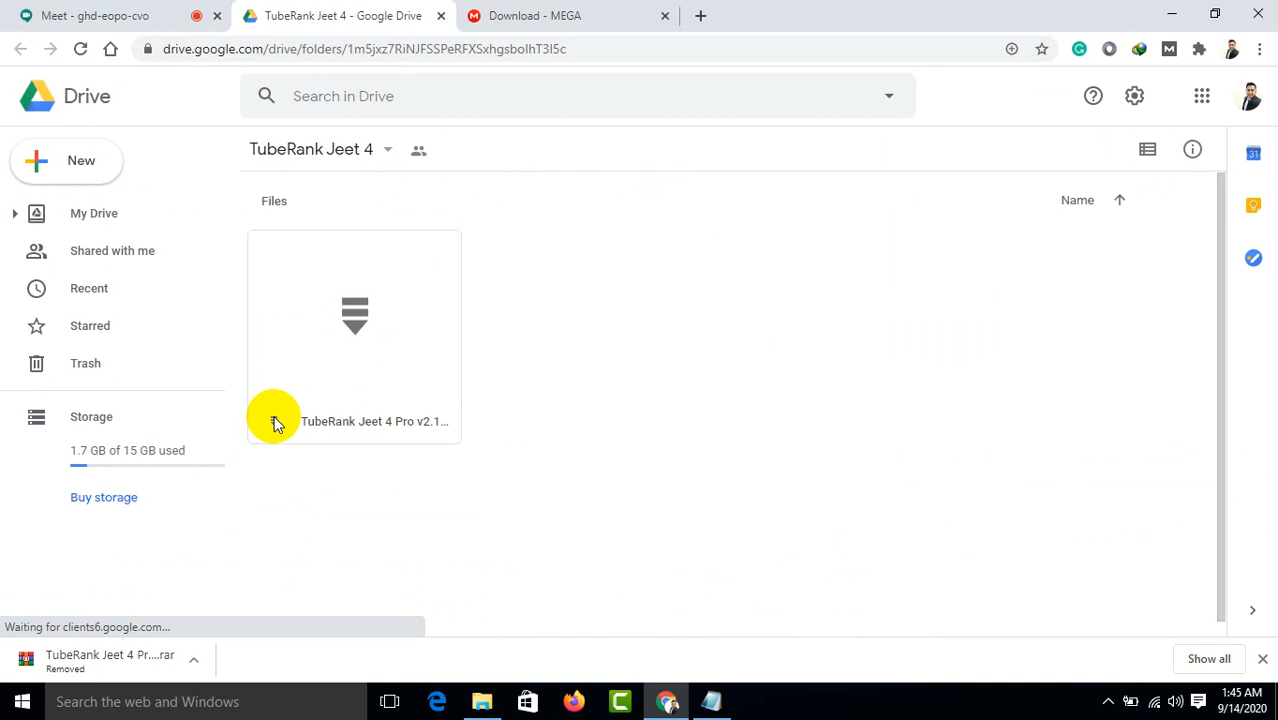 Meet - ghd-eopo-cvo
TubeRank Jeet 4 - Google Drive
Download - MEGA
drive.google.com/drive/folders/1m5jxz7RiNJFSSPeRFXSxhgsbolhT3I5c
Drive
Search in Drive
New
TubeRank Jeet 4
My Drive
Files
Name
Shared with me
Recent
Starred
Trash
TubeRank Jeet 4 Pro v2.1...
Storage
1.7 GB of 15 GB used
Buy storage
Waiting for clients6.google.com...
TubeRank Jeet 4 Pr....rar
Removed
Show all
Search the web and Windows
1:45 AM
9/14/2020